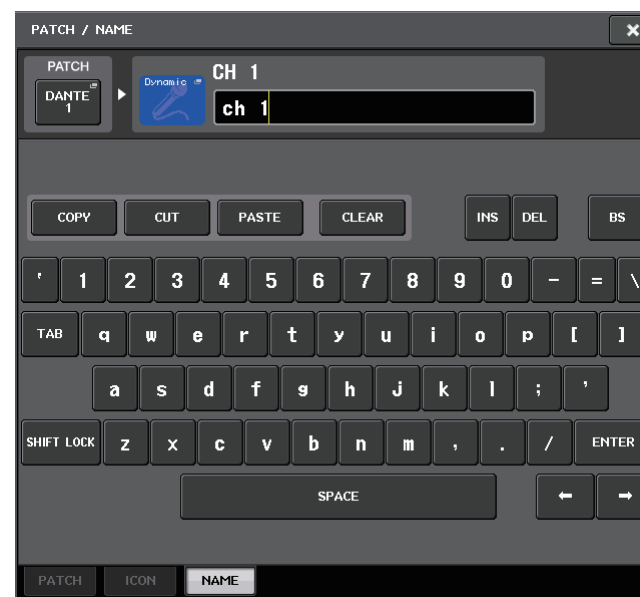 PATCH / NAME
PATCH
DANTE
1
Dynamic
CH 1
ch 1
COPY CUT PASTE CLEAR INS DEL BS
' 1 2 3 4 5 6 7 8 9 0 - = \
TAB q w e r t y u i o p [ ]
a s d f g h j k l ; '
SHIFT LOCK z x c v b n m , . / ENTER
SPACE ← →
PATCH ICON NAME